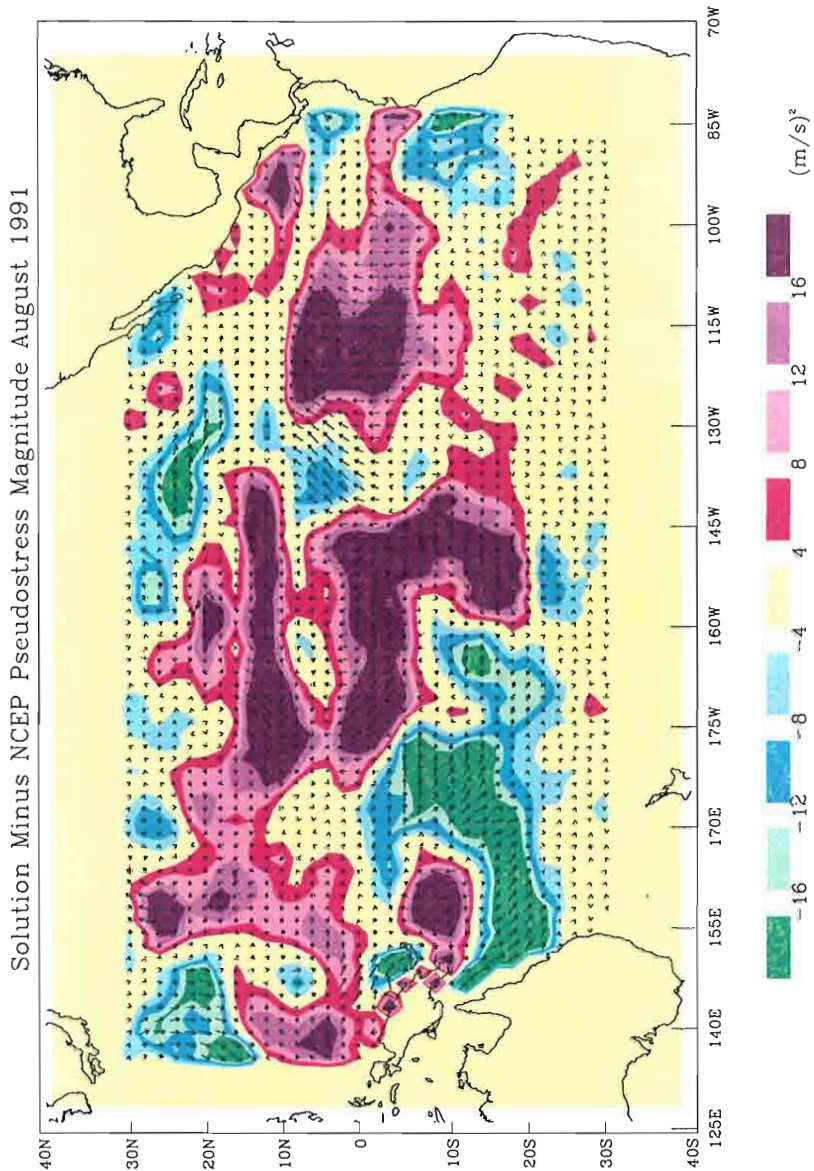 Solution Minus NCEP Pseudostress Magnitude August 1991
40N
30N
20N
10N
0
10S
20S
30S
40S
125E
140E
155E
170E
175W
160W
145W
130W
115W
100W
85W
70W
-16
-12
-8
-4
4
8
12
16
(m/s)²